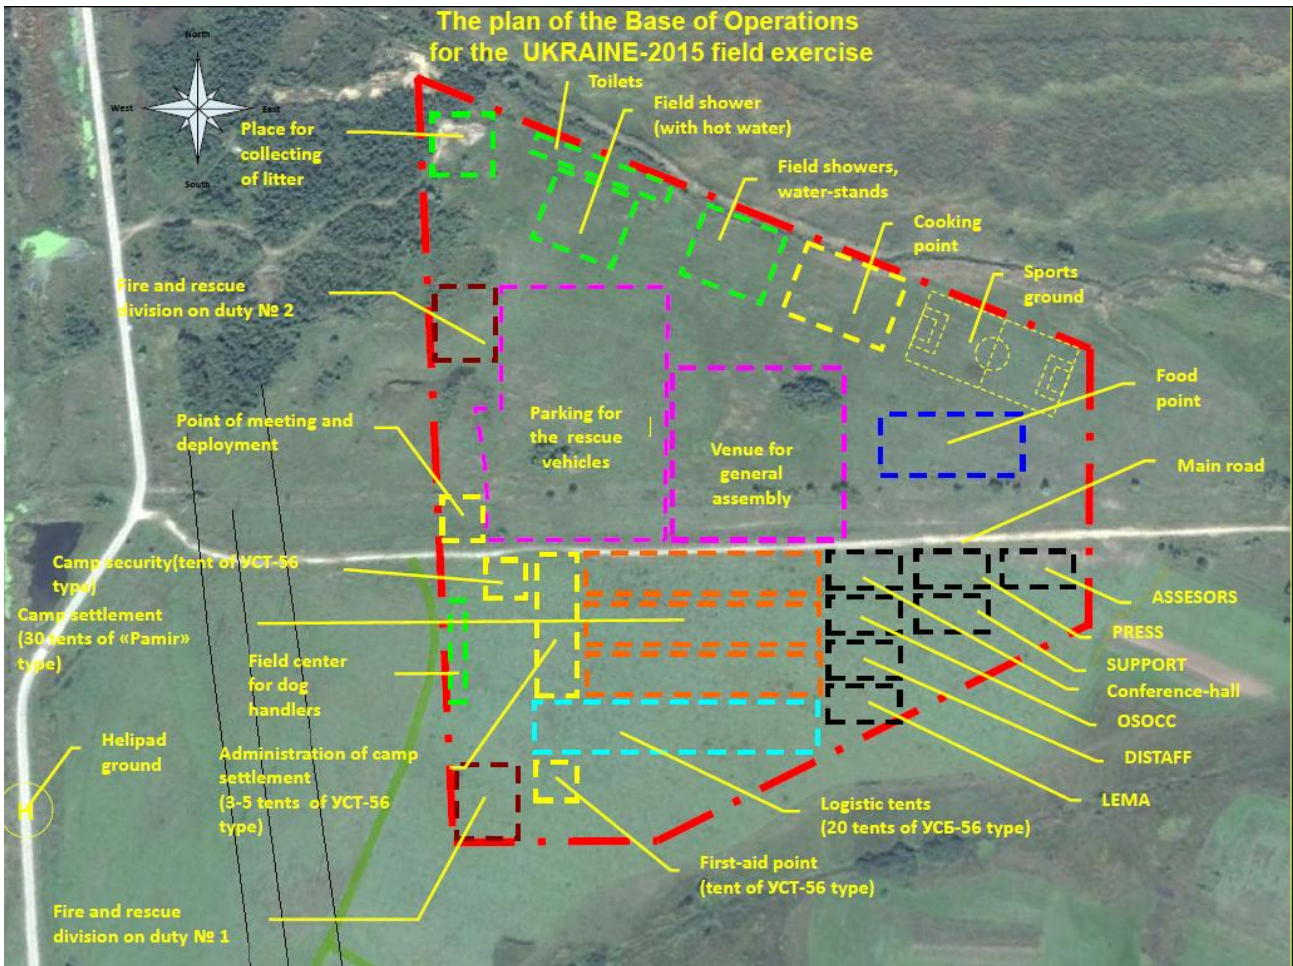 The plan of the Base of Operations
for the UKRAINE-2015 field exercise
North
West
East
South
Toilets
Field shower
(with hot water)
Place for
collecting
of litter
Field showers,
water-stands
Cooking
point
Sports
ground
Fire and rescue
division on duty № 2
Food
point
Point of meeting and
deployment
Parking for
the rescue
vehicles
Venue for
general
assembly
Main road
Camp security(tent of УСТ-56
type)
Camp settlement
(30 tents of «Pamir»
type)
ASSESORS
PRESS
SUPPORT
Conference-hall
OSOCC
DISTAFF
LEMA
Field center
for dog
handlers
Helipad
ground
H
Administration of camp
settlement
(3-5 tents of УСТ-56
type)
Logistic tents
(20 tents of УСБ-56 type)
First-aid point
(tent of УСТ-56 type)
Fire and rescue
division on duty № 1